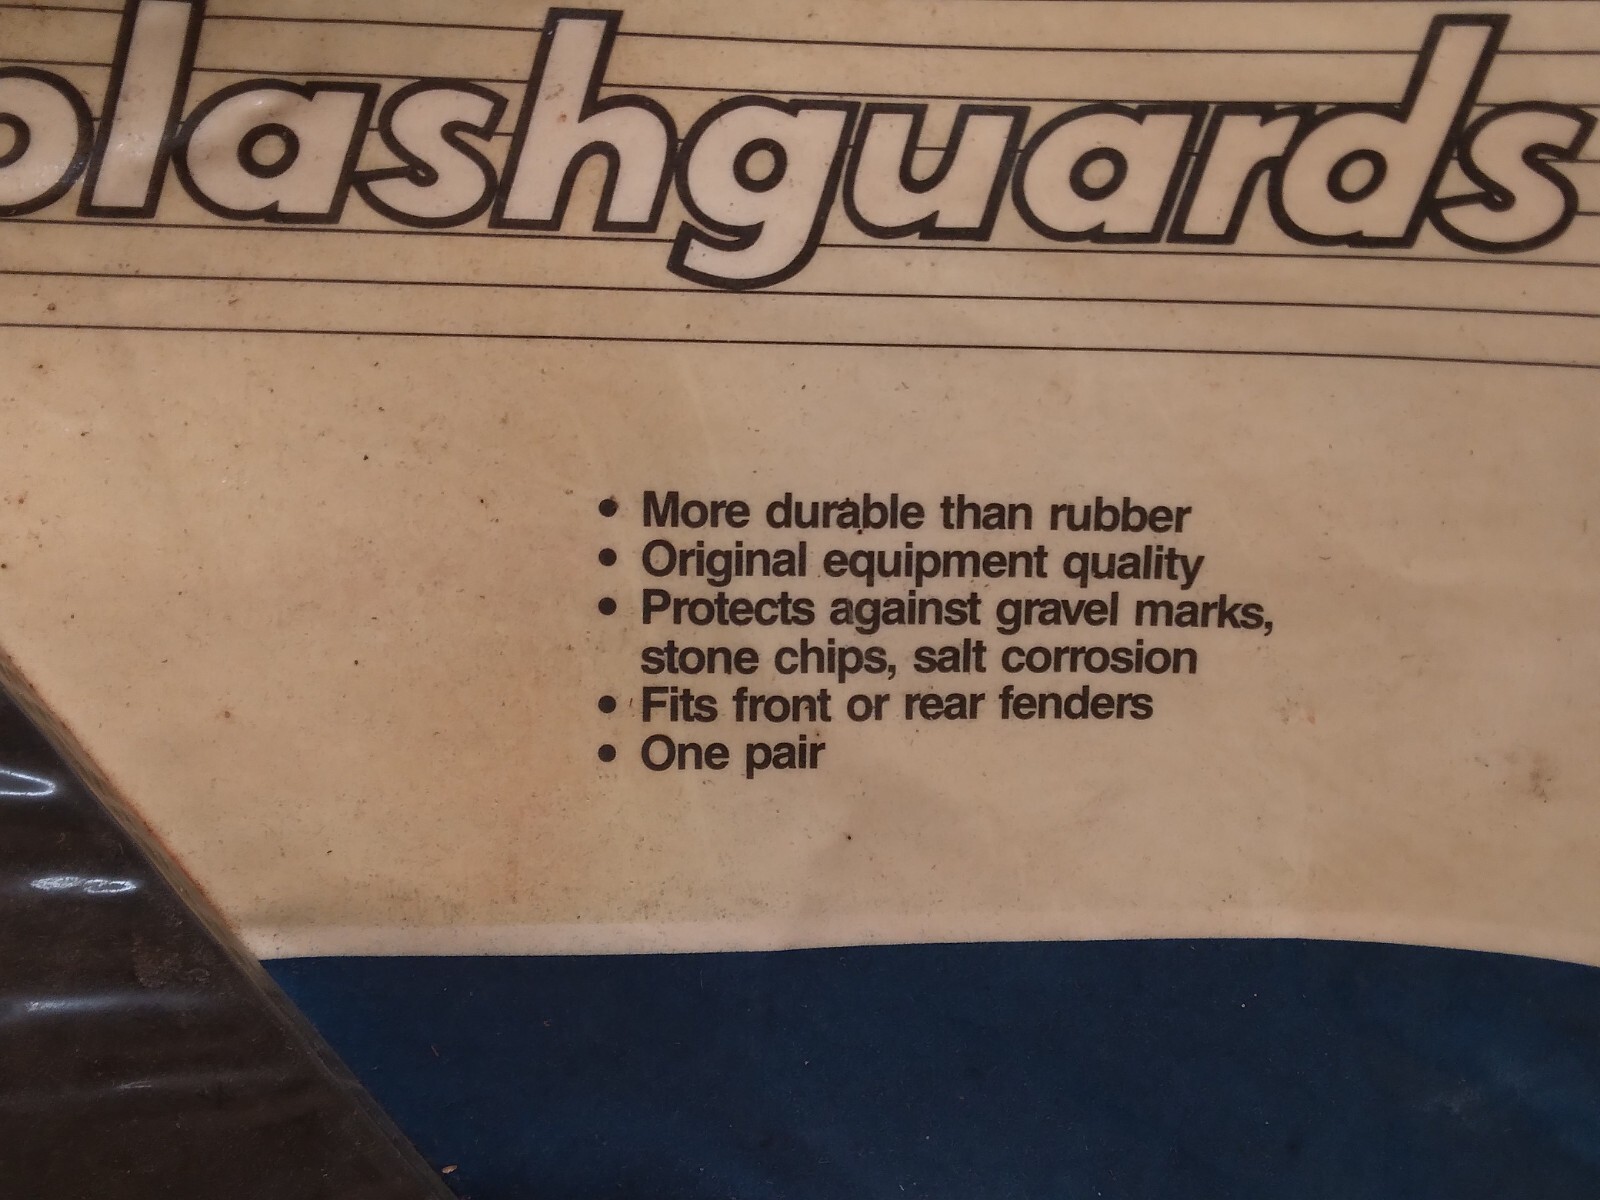 plashguards
• More durable than rubber
• Original equipment quality
• Protects against gravel marks,
stone chips, salt corrosion
• Fits front or rear fenders
• One pair